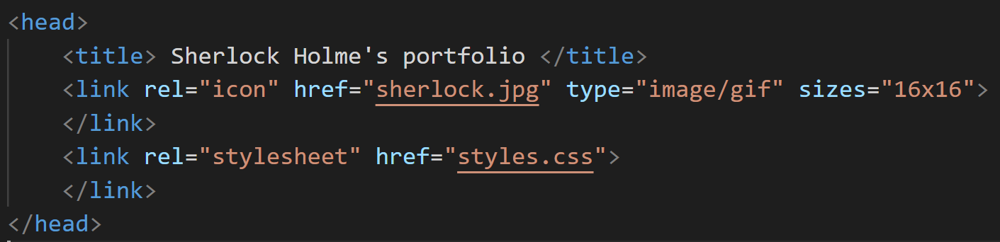 <head>
<title> Sherlock Holme's portfolio </title>
<link rel="icon" href="sherlock.jpg" type="image/gif" sizes="16x16">
</link>
<link rel="stylesheet" href="styles.css">
</link>
</head>